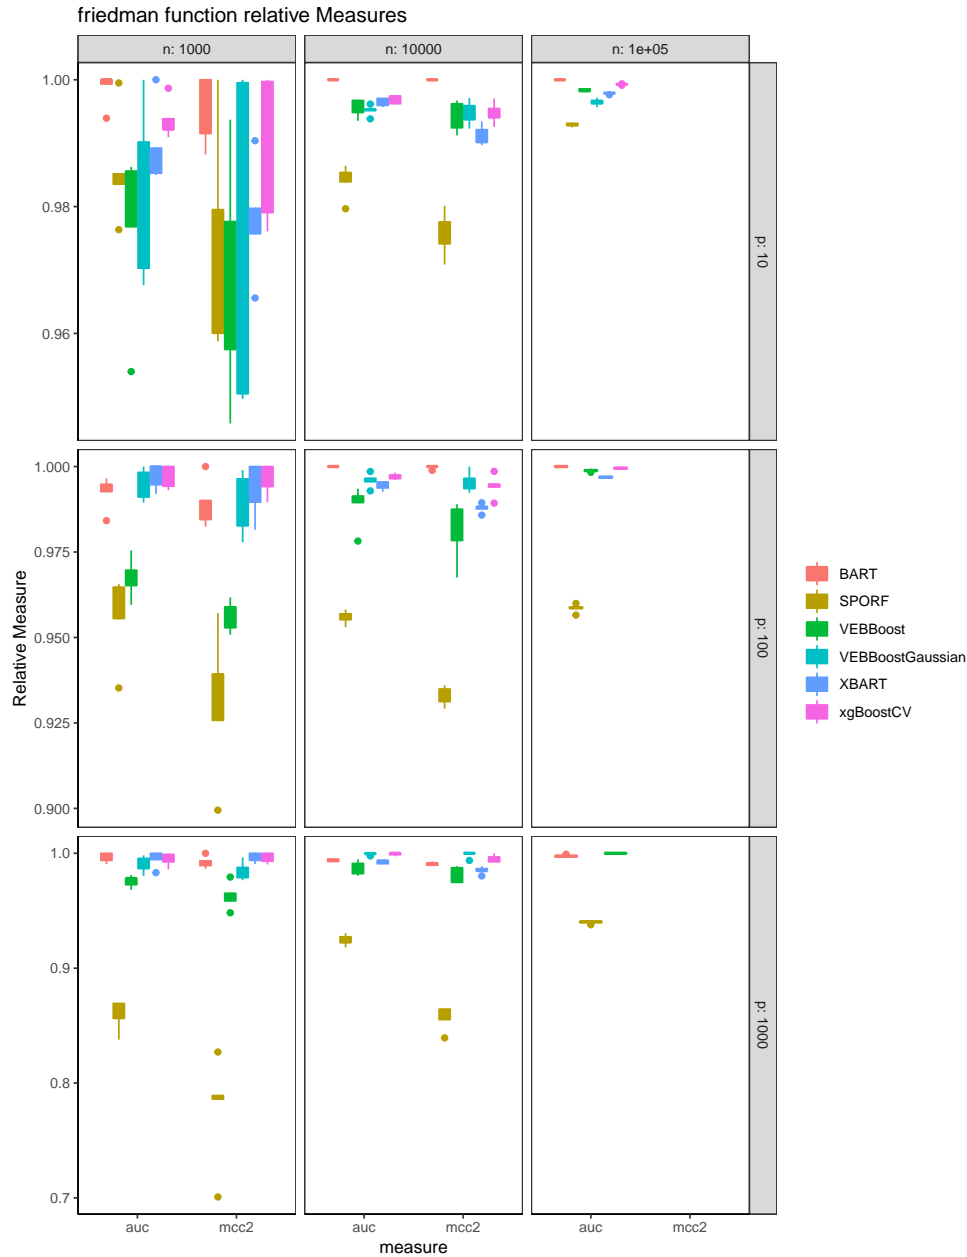 friedman function relative Measures
n: 1000
n: 10000
n: 1e+05
1.00
0.98
0.96
p: 10
1.000
0.975
0.950
0.925
0.900
p: 100
1.0
0.9
0.8
0.7
p: 1000
Relative Measure
auc
mcc2
auc
mcc2
auc
mcc2
measure
BART
SPORF
VEBBoost
VEBBoostGaussian
XBART
xgBoostCV